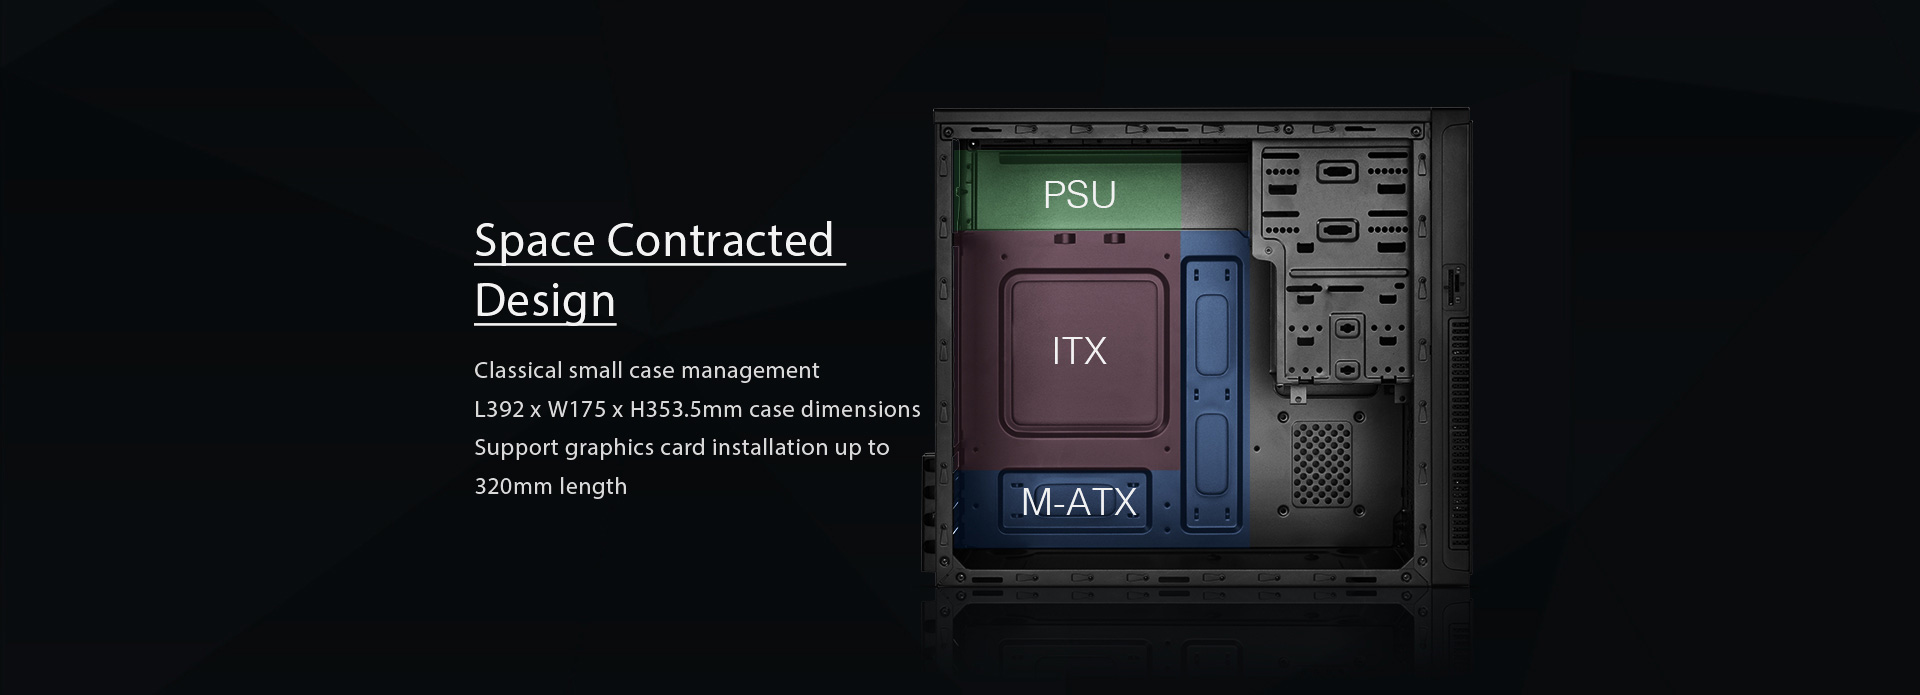 Space Contracted
Design
Classical small case management
L392 x W175 x H353.5mm case dimensions
Support graphics card installation up to
320mm length
PSU
ITX
M-ATX